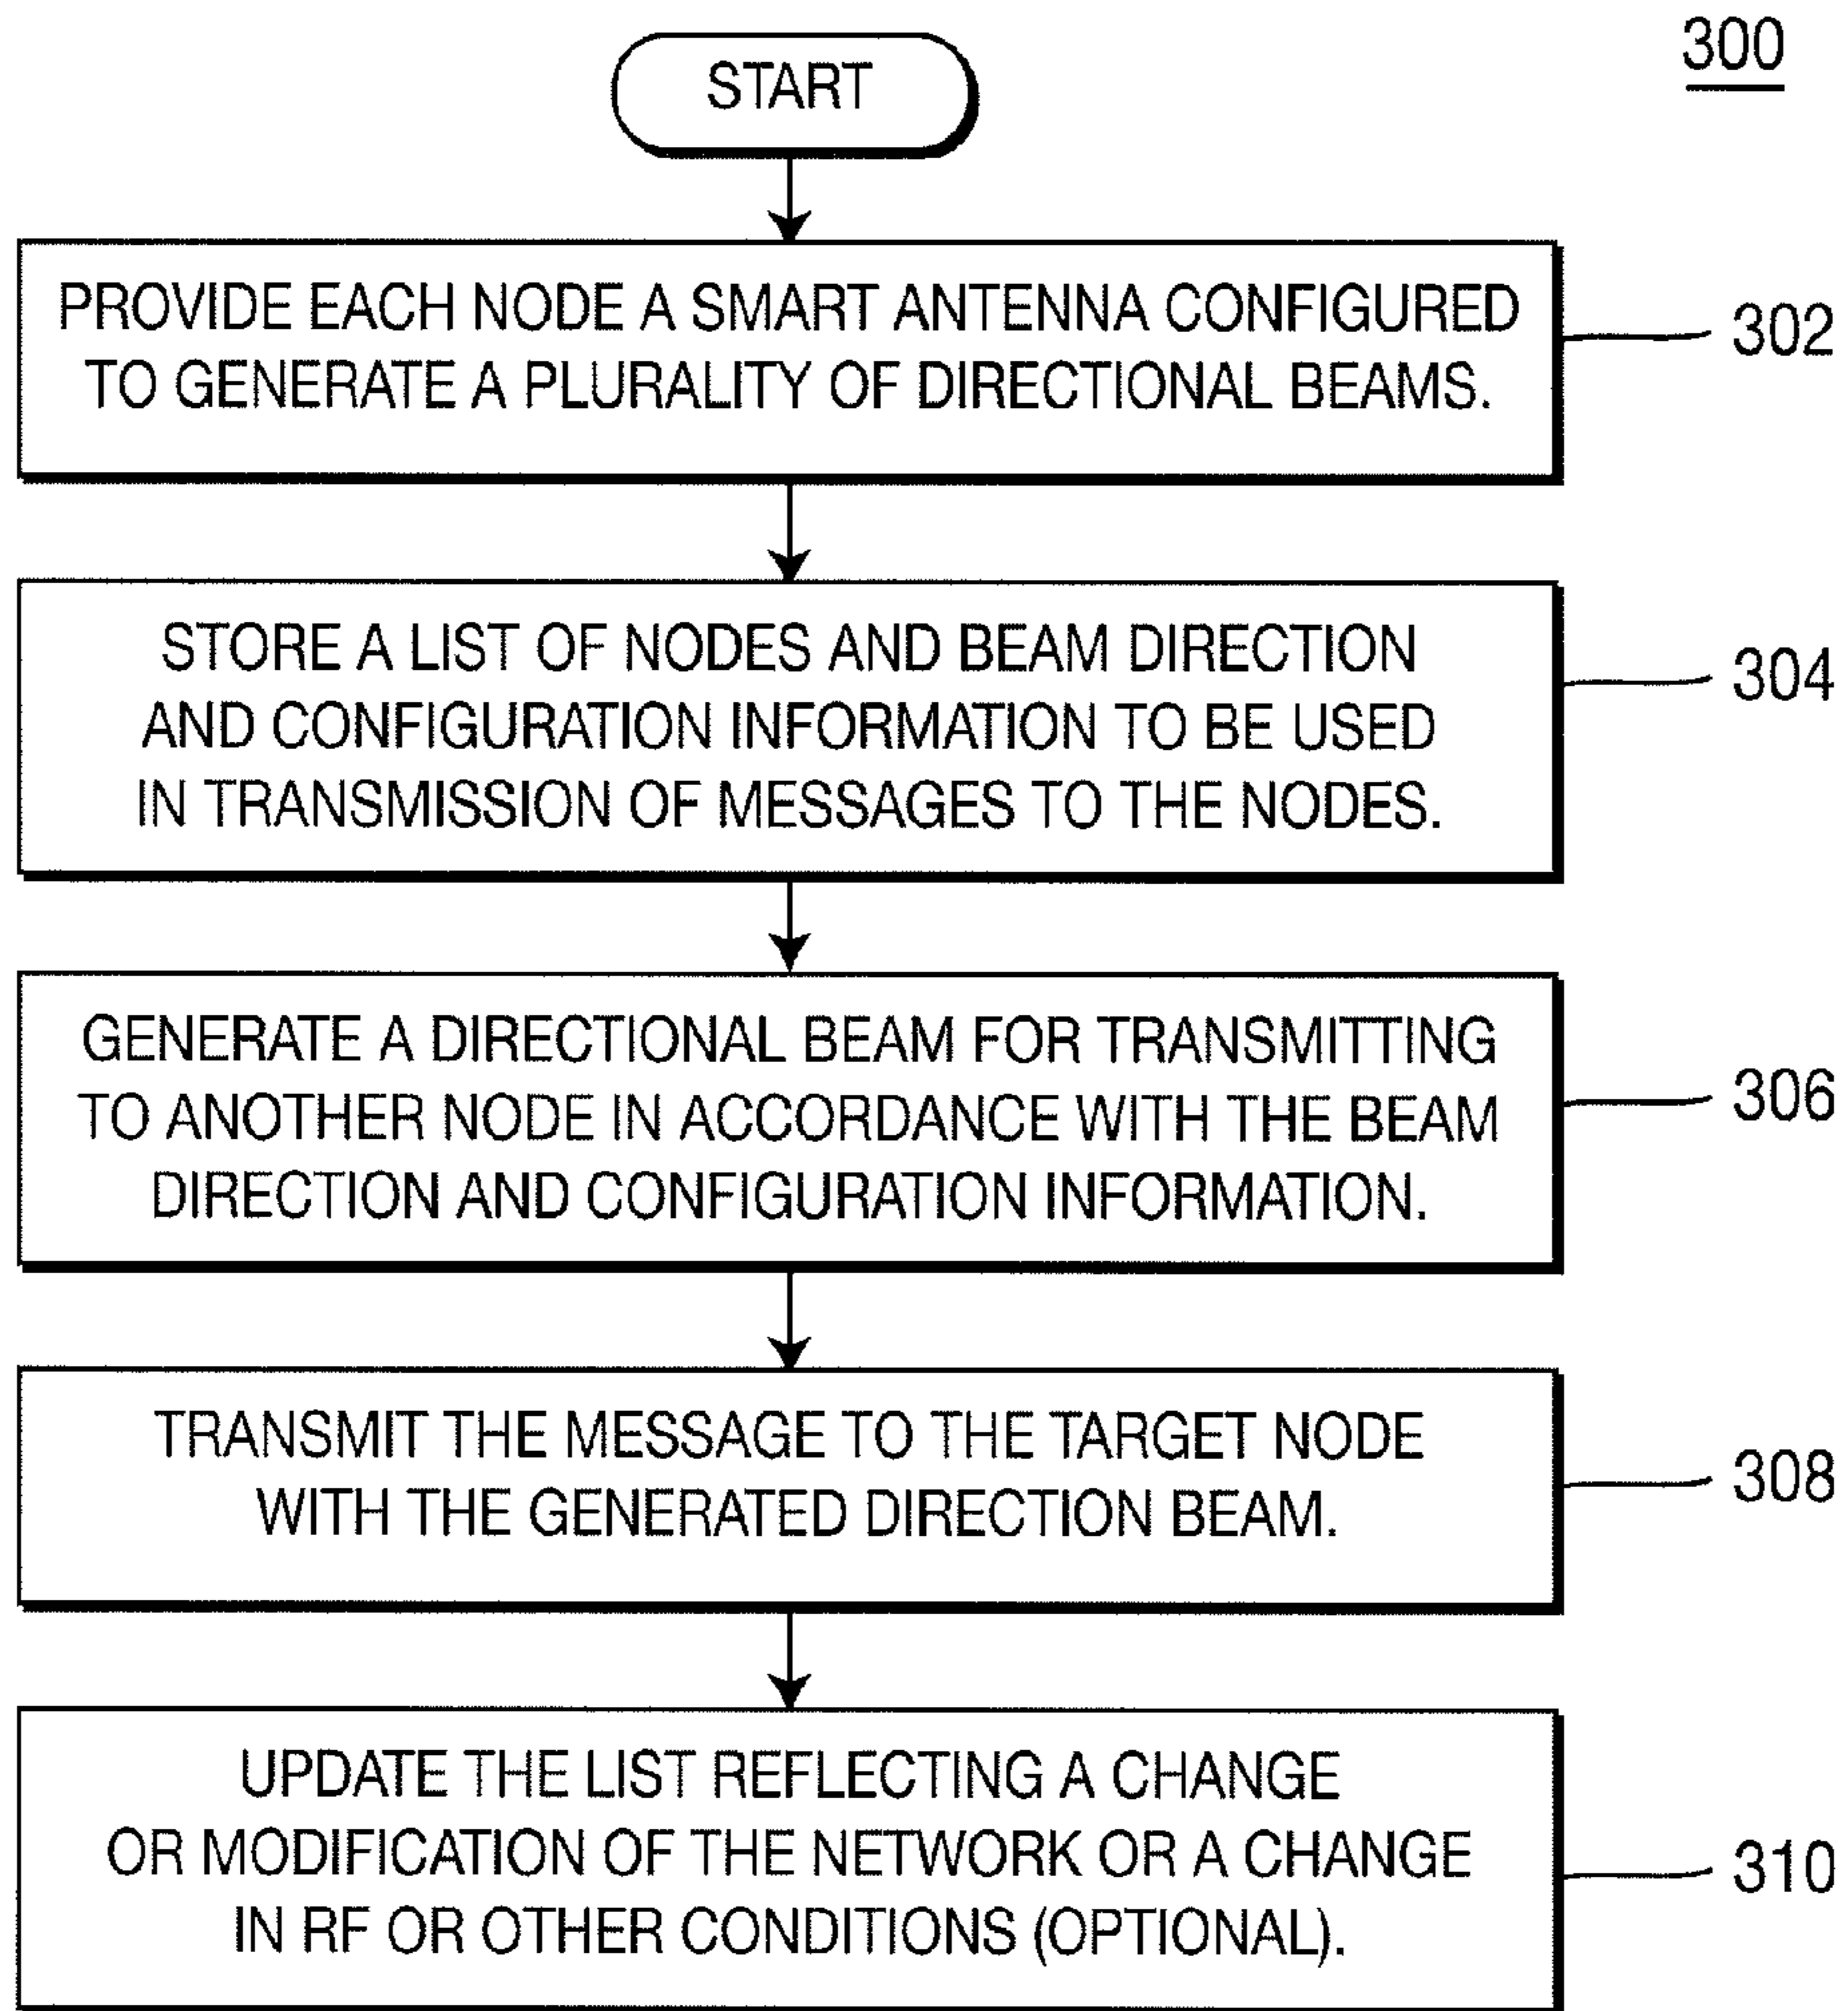 300
START
PROVIDE EACH NODE A SMART ANTENNA CONFIGURED
TO GENERATE A PLURALITY OF DIRECTIONAL BEAMS.
302
STORE A LIST OF NODES AND BEAM DIRECTION
AND CONFIGURATION INFORMATION TO BE USED
IN TRANSMISSION OF MESSAGES TO THE NODES.
304
GENERATE A DIRECTIONAL BEAM FOR TRANSMITTING
TO ANOTHER NODE IN ACCORDANCE WITH THE BEAM
DIRECTION AND CONFIGURATION INFORMATION.
306
TRANSMIT THE MESSAGE TO THE TARGET NODE
WITH THE GENERATED DIRECTION BEAM.
308
UPDATE THE LIST REFLECTING A CHANGE
OR MODIFICATION OF THE NETWORK OR A CHANGE
IN RF OR OTHER CONDITIONS (OPTIONAL).
310